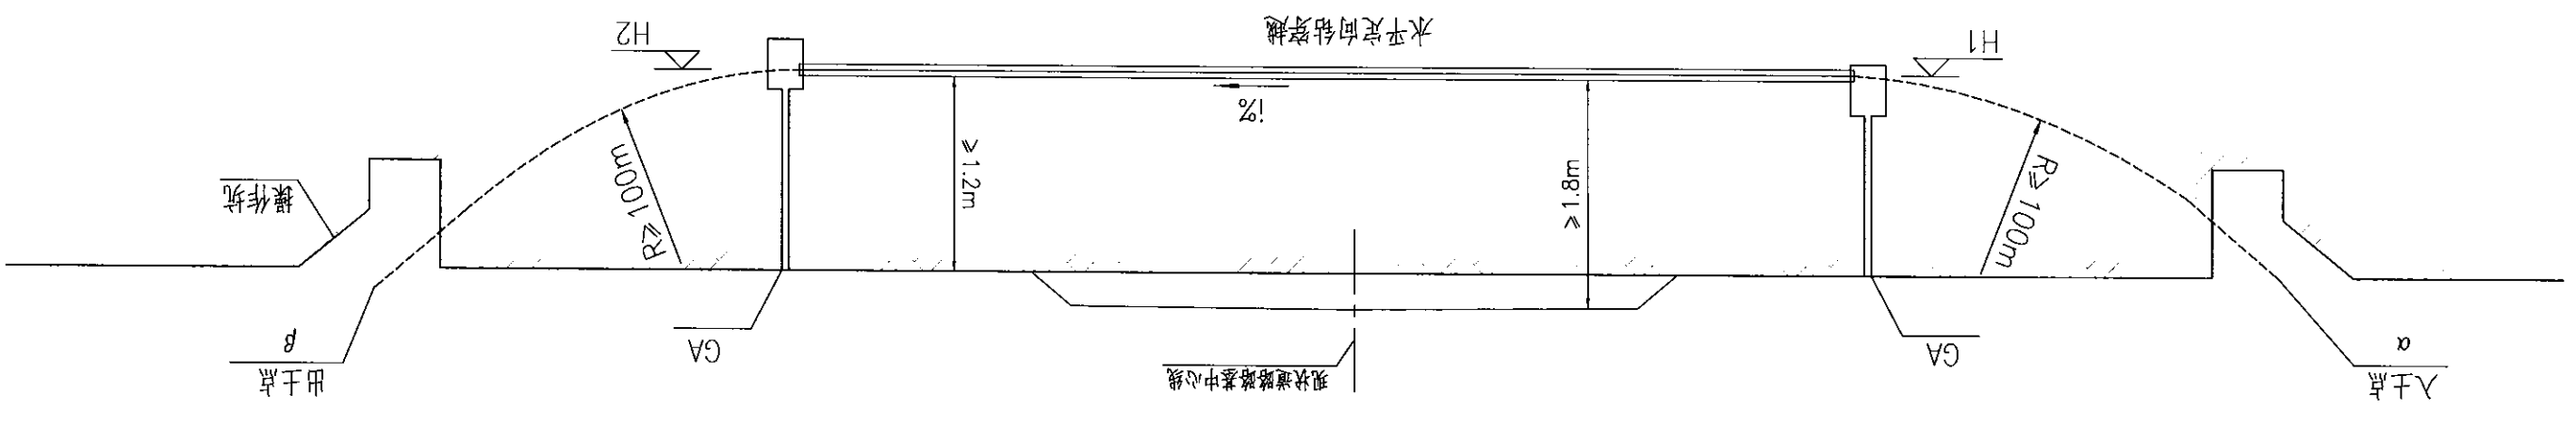 入土点
α
GA
现状道路路基中心线
GA
出土点
β
R≥100m
≥1.8m
≥1.2m
R≥100m
操作坑
i%
H1
H2
水平定向钻穿越